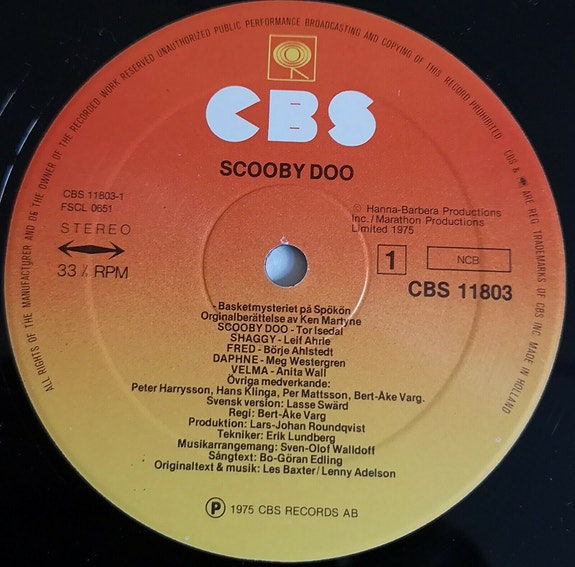 ALL RIGHTS OF THE MANUFACTURER AND OF THE OWNER OF THE RECORDED WORK RESERVED UNAUTHORIZED PUBLIC PERFORMANCE BROADCASTING AND COPYING OF THIS RECORD PROHIBITED
CBS & ARE REG. TRADEMARKS OF CBS INC. MADE IN HOLLAND
CBS
SCOOBY DOO
CBS 11803-1
FSCL 0651
STEREO
33 ⅓ RPM
© Hanna-Barbera Productions
Inc./Marathon Productions
Limited 1975
1
NCB
CBS 11803
- Basketmysteriet på Spökön
Orginalberättelse av Ken Martyne
SCOOBY DOO - Tor Isedal
SHAGGY - Leif Ahrle
FRED - Börje Ahlstedt
DAPHNE - Meg Westergren
VELMA - Anita Wall
Övriga medverkande:
Peter Harrysson, Hans Klinga, Per Mattsson, Bert-Åke Varg.
Svensk version: Lasse Swärd
Regi: Bert-Åke Varg
Produktion: Lars-Johan Roundqvist
Tekniker: Erik Lundberg
Musikarrangemang: Sven-Olof Walldoff
Sångtext: Bo-Göran Edling
Originaltext & musik: Les Baxter/Lenny Adelson
Ⓟ 1975 CBS RECORDS AB